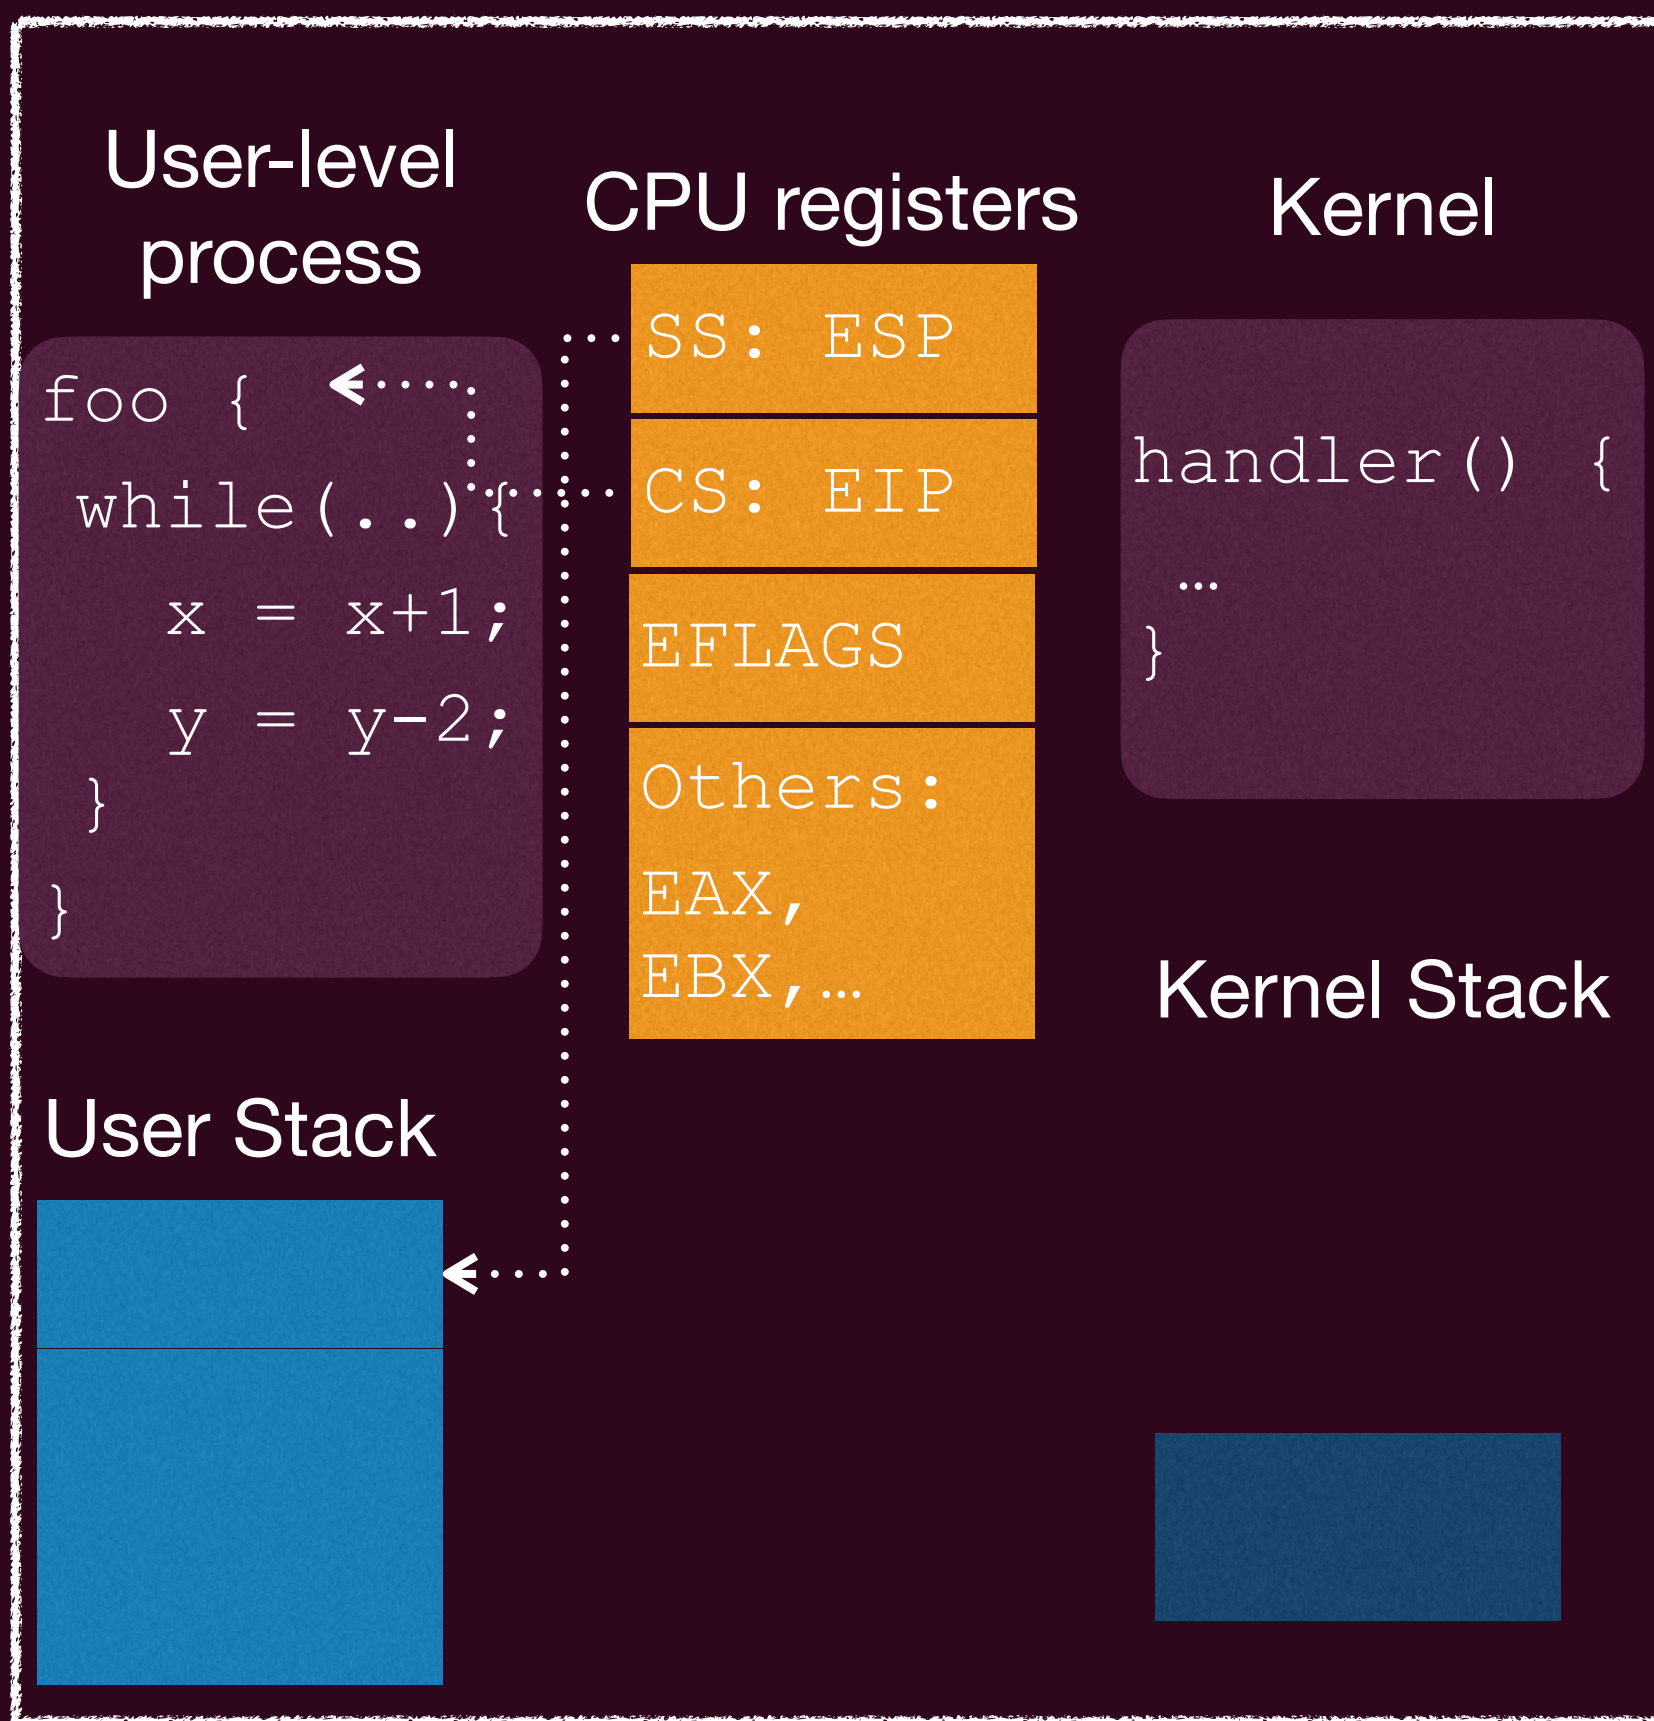 User-level
process
foo {
while(..){
x = x+1;
y = y-2;
}
}
User Stack
CPU registers
SS: ESP
CS: EIP
EFLAGS
Others:
EAX,
EBX,…
Kernel
handler() {
…
}
Kernel Stack